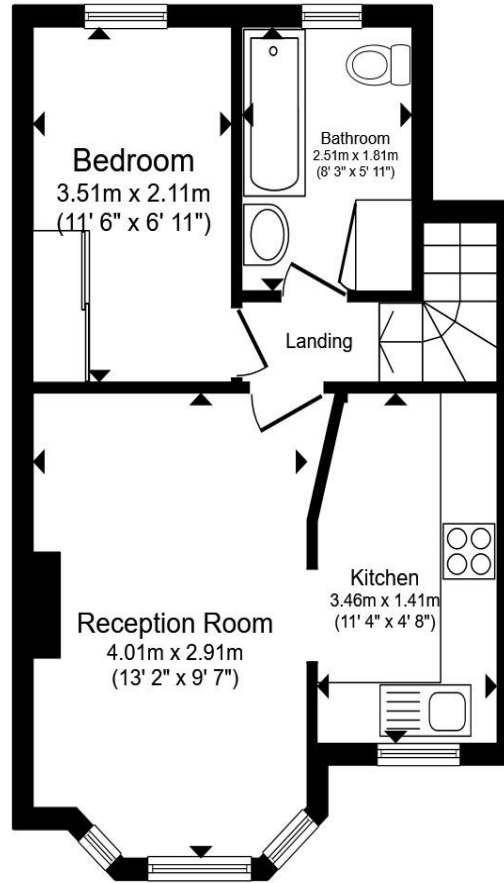 Bedroom
3.51m x 2.11m
(11' 6" x 6' 11")
Bathroom
2.51m x 1.81m
(8' 3" x 5' 11")
Landing
Reception Room
4.01m x 2.91m
(13' 2" x 9' 7")
Kitchen
3.46m x 1.41m
(11' 4" x 4' 8")